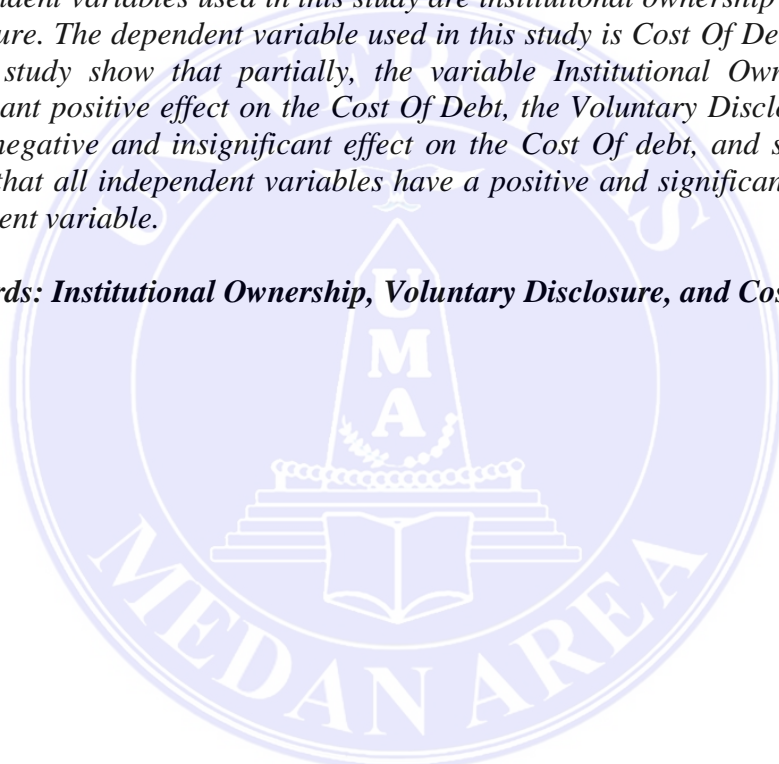 dent variables used in this study are institutional ownership
ure. The dependent variable used in this study is Cost Of De
study show that partially, the variable Institutional Own
ant positive effect on the Cost Of Debt, the Voluntary Discl
negative and insignificant effect on the Cost Of debt, and s
that all independent variables have a positive and significan
ent variable.
rds: Institutional Ownership, Voluntary Disclosure, and Cos
UNIVERSITAS
UMA
MEDAN AREA